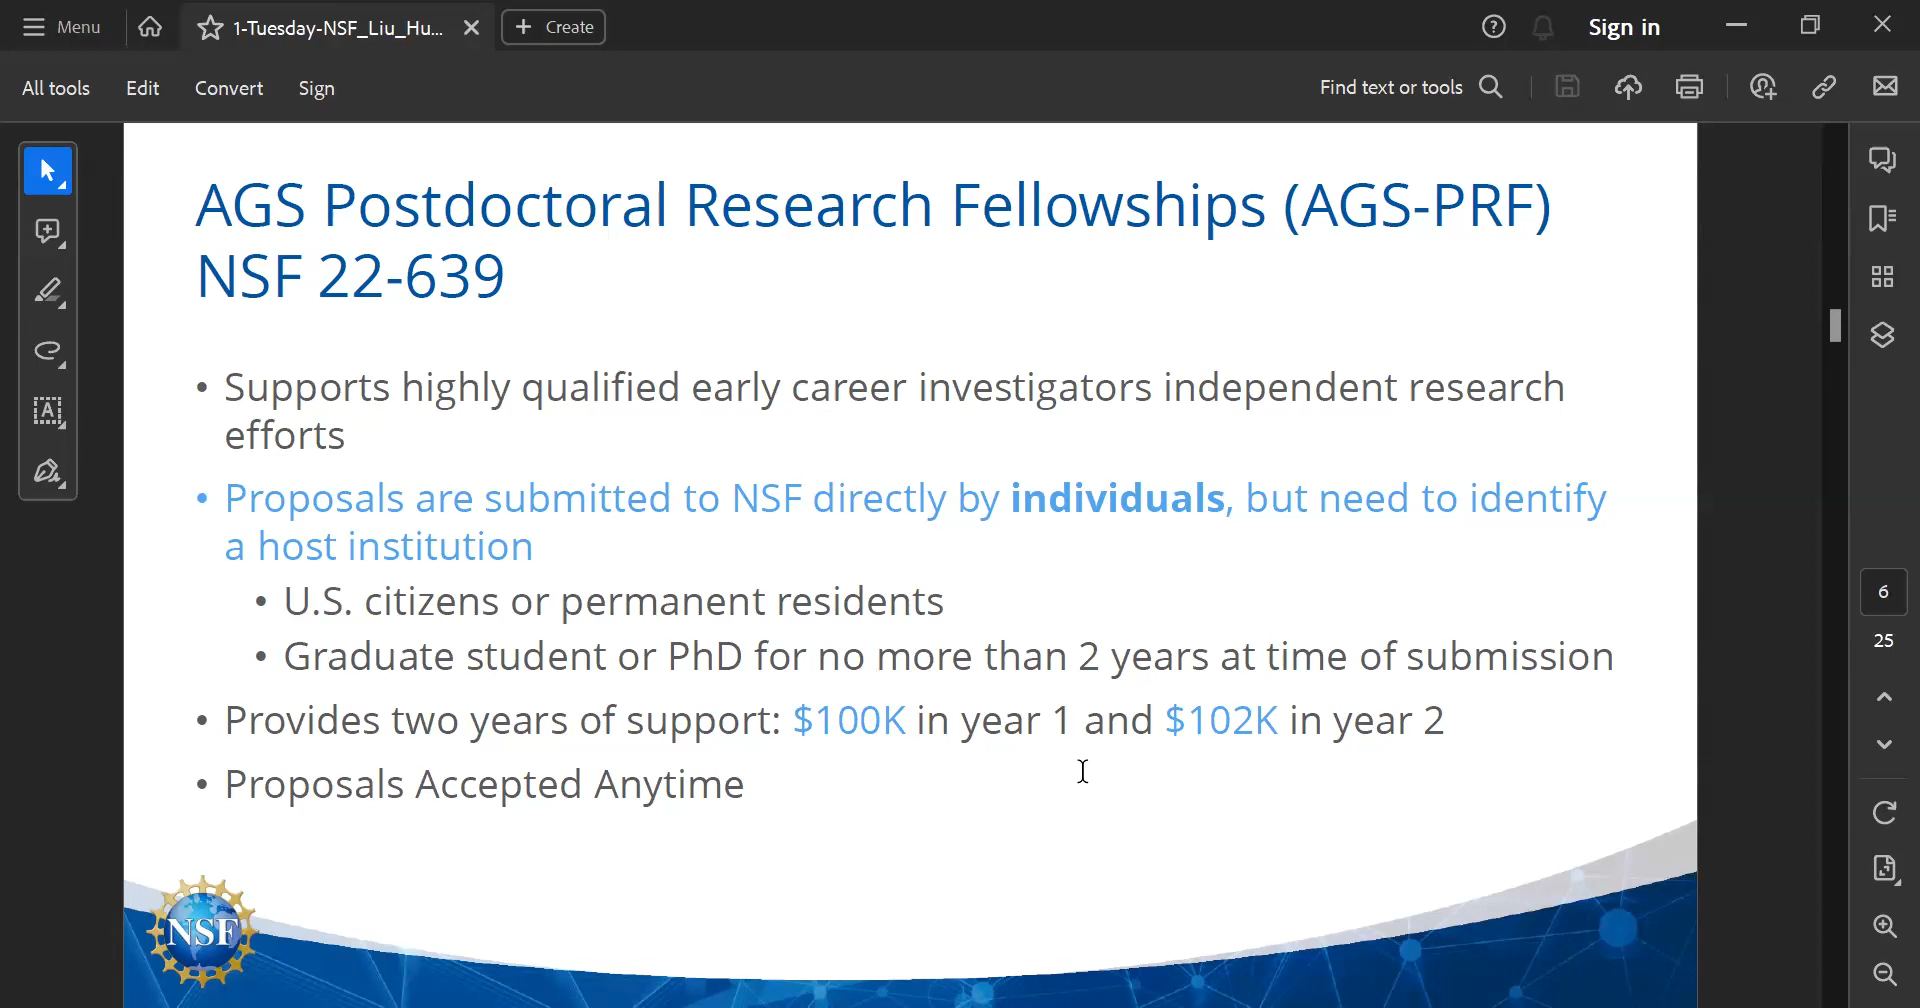 Menu
1-Tuesday-NSF_Liu_Hu...
Create
Sign in
All tools
Edit
Convert
Sign
Find text or tools
AGS Postdoctoral Research Fellowships (AGS-PRF)
NSF 22-639
• Supports highly qualified early career investigators independent research
efforts
• Proposals are submitted to NSF directly by individuals, but need to identify
a host institution
• U.S. citizens or permanent residents
• Graduate student or PhD for no more than 2 years at time of submission
• Provides two years of support: $100K in year 1 and $102K in year 2
• Proposals Accepted Anytime
NSF
6
25